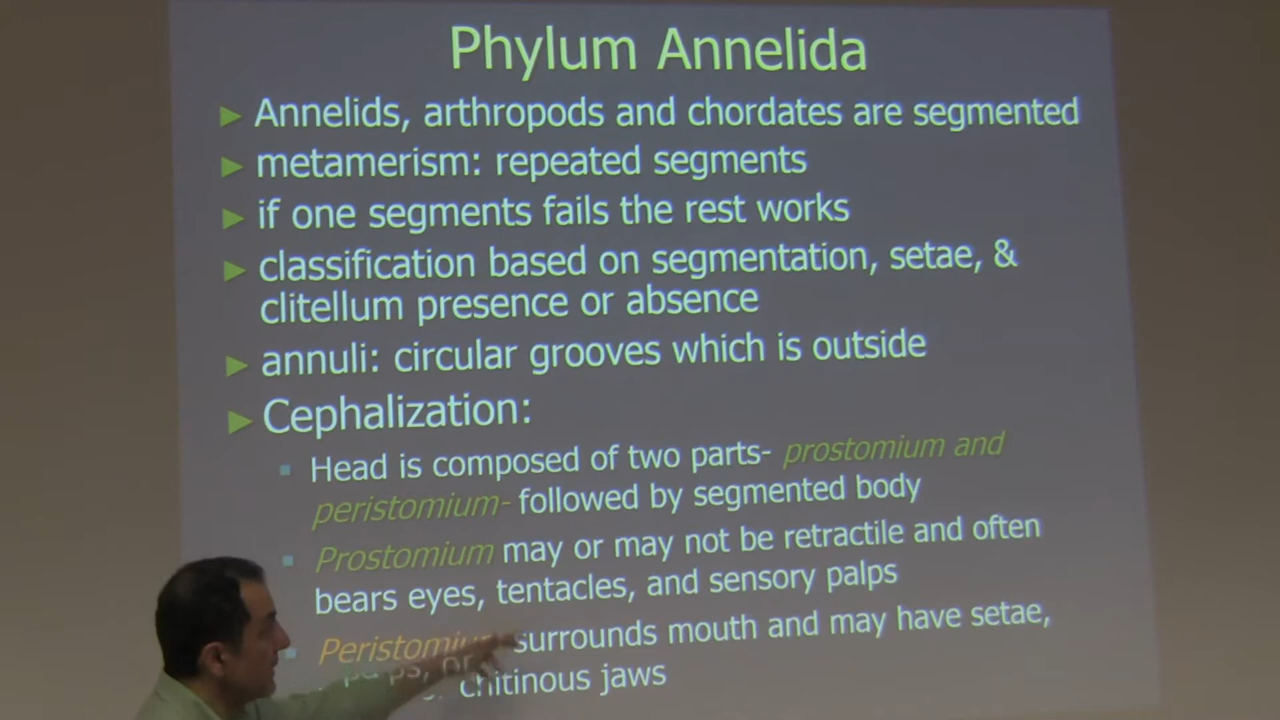 Phylum Annelida
► Annelids, arthropods and chordates are segmented
► metamerism: repeated segments
► if one segments fails the rest works
► classification based on segmentation, setae, &
clitellum presence or absence
► annuli: circular grooves which is outside
► Cephalization:
▪ Head is composed of two parts- prostomium and
peristomium- followed by segmented body
▪ Prostomium may or may not be retractile and often
bears eyes, tentacles, and sensory palps
▪ Peristomium surrounds mouth and may have setae,
chitinous jaws